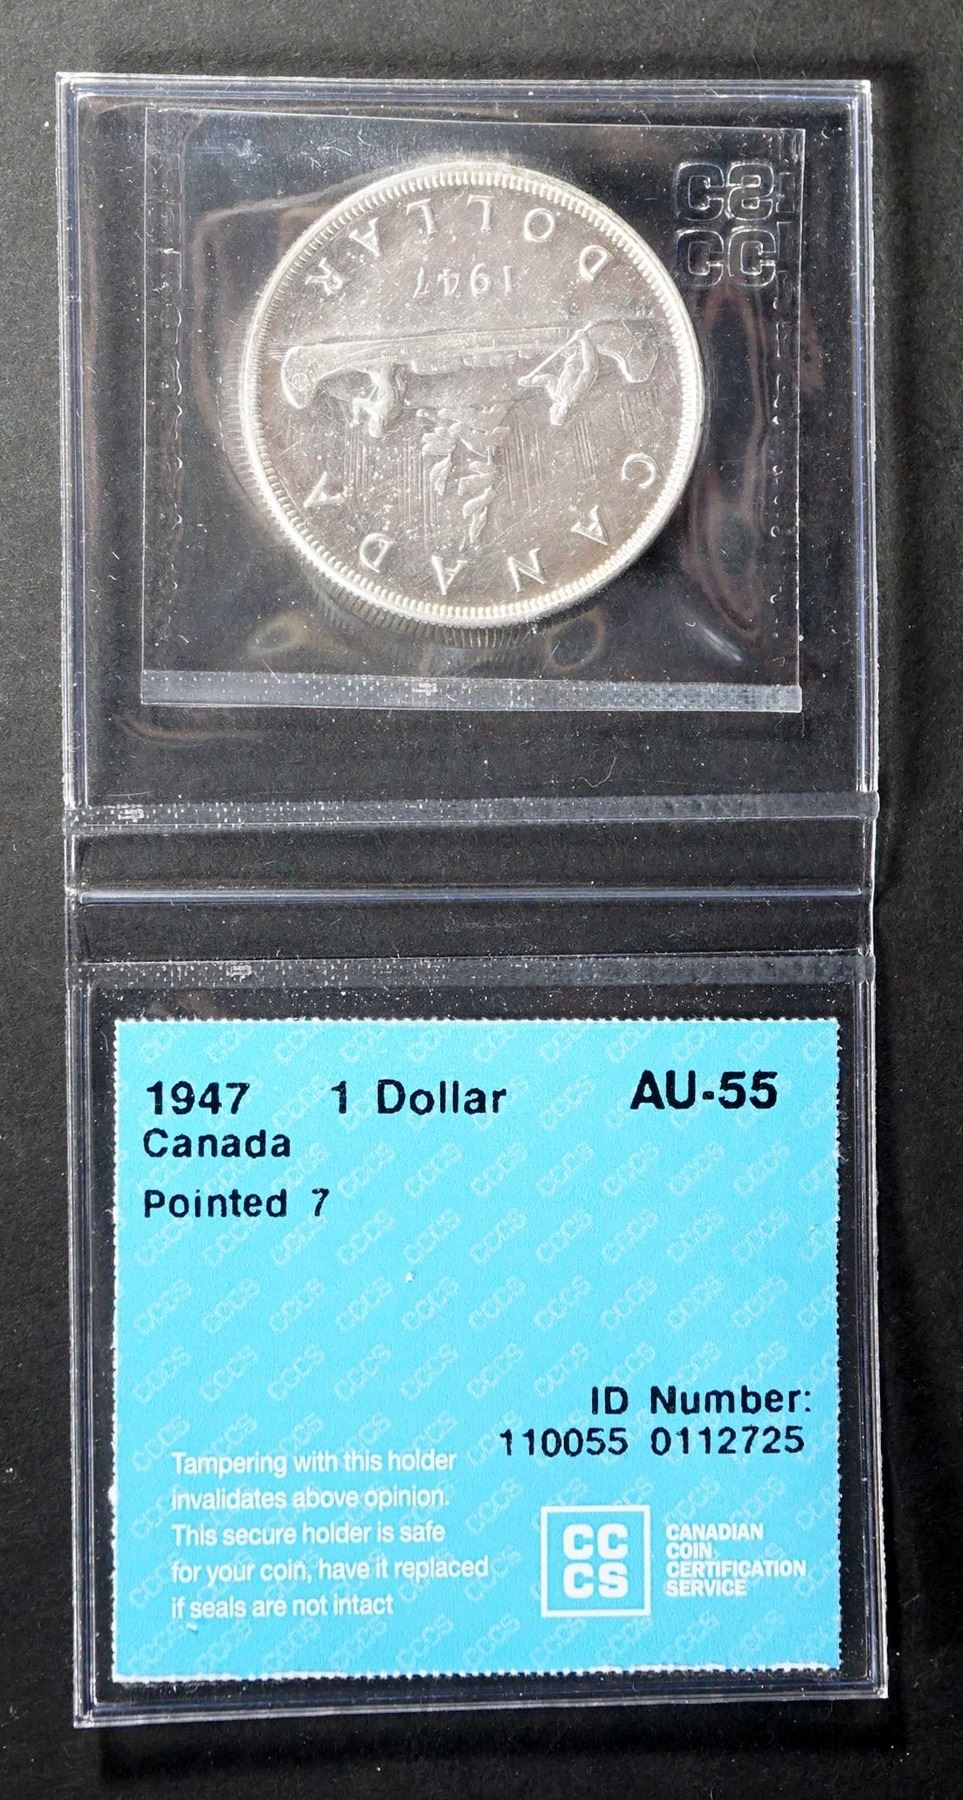 CCCS
DOLLAR
1947
CANADA
1947 1 Dollar AU-55
Canada
Pointed 7
ID Number:
110055 0112725
Tampering with this holder
invalidates above opinion.
This secure holder is safe
for your coin, have it replaced
if seals are not intact
CC
CS
CANADIAN
COIN
CERTIFICATION
SERVICE